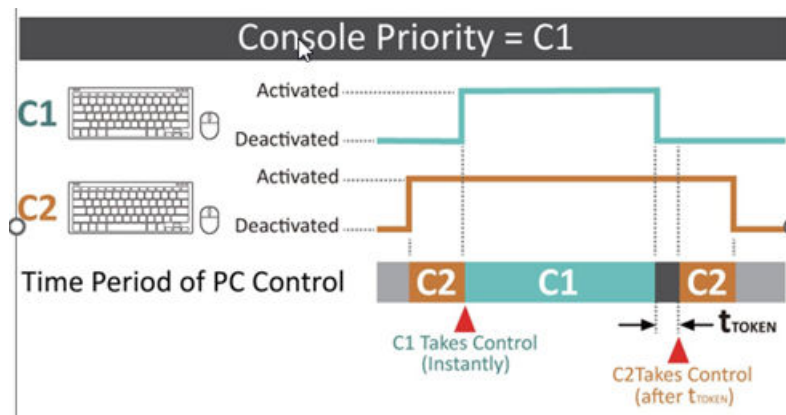 Console Priority = C1
Activated
C1
Deactivated
Activated
C2
Deactivated
Time Period of PC Control
C2 C1 C2
tTOKEN
C1 Takes Control
(Instantly)
C2Takes Control
(after tTOKEN)